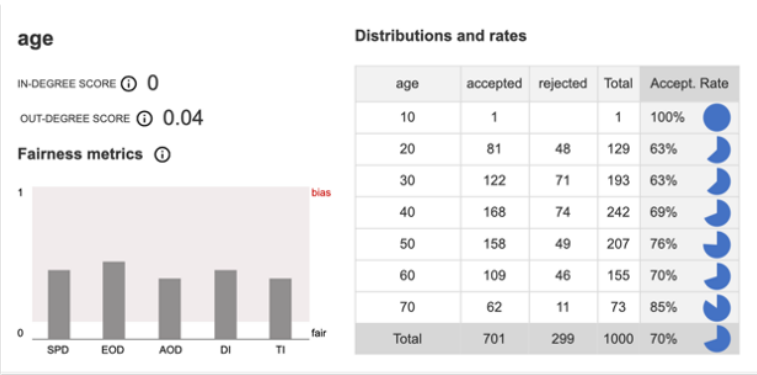 age
IN-DEGREE SCORE ⓘ 0
OUT-DEGREE SCORE ⓘ 0.04
Fairness metrics ⓘ
1
bias
0
fair
SPD EOD AOD DI TI
Distributions and rates
age accepted rejected Total Accept. Rate
10 1 1 100%
20 81 48 129 63%
30 122 71 193 63%
40 168 74 242 69%
50 158 49 207 76%
60 109 46 155 70%
70 62 11 73 85%
Total 701 299 1000 70%